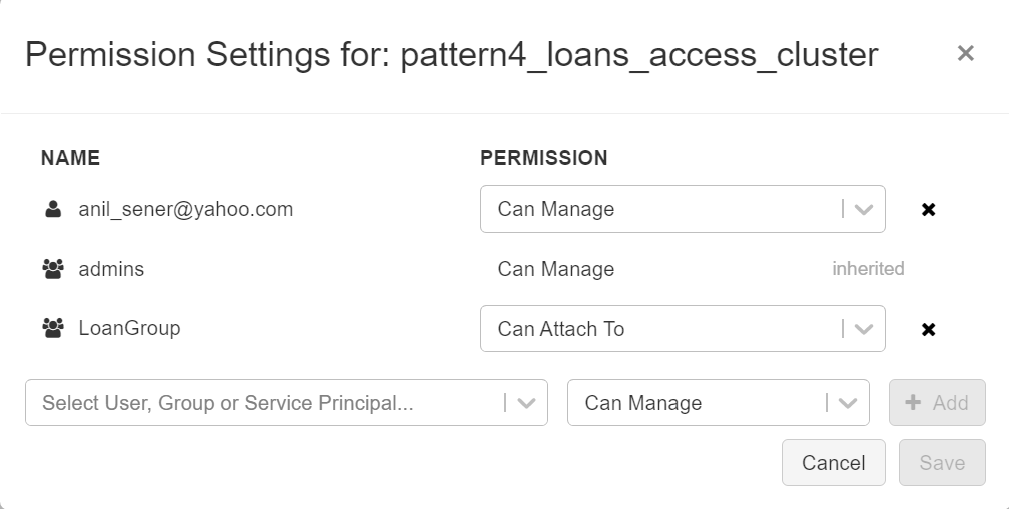 Permission Settings for: pattern4_loans_access_cluster
NAME PERMISSION
anil_sener@yahoo.com Can Manage
admins Can Manage inherited
LoanGroup Can Attach To
Select User, Group or Service Principal... Can Manage Add
Cancel Save